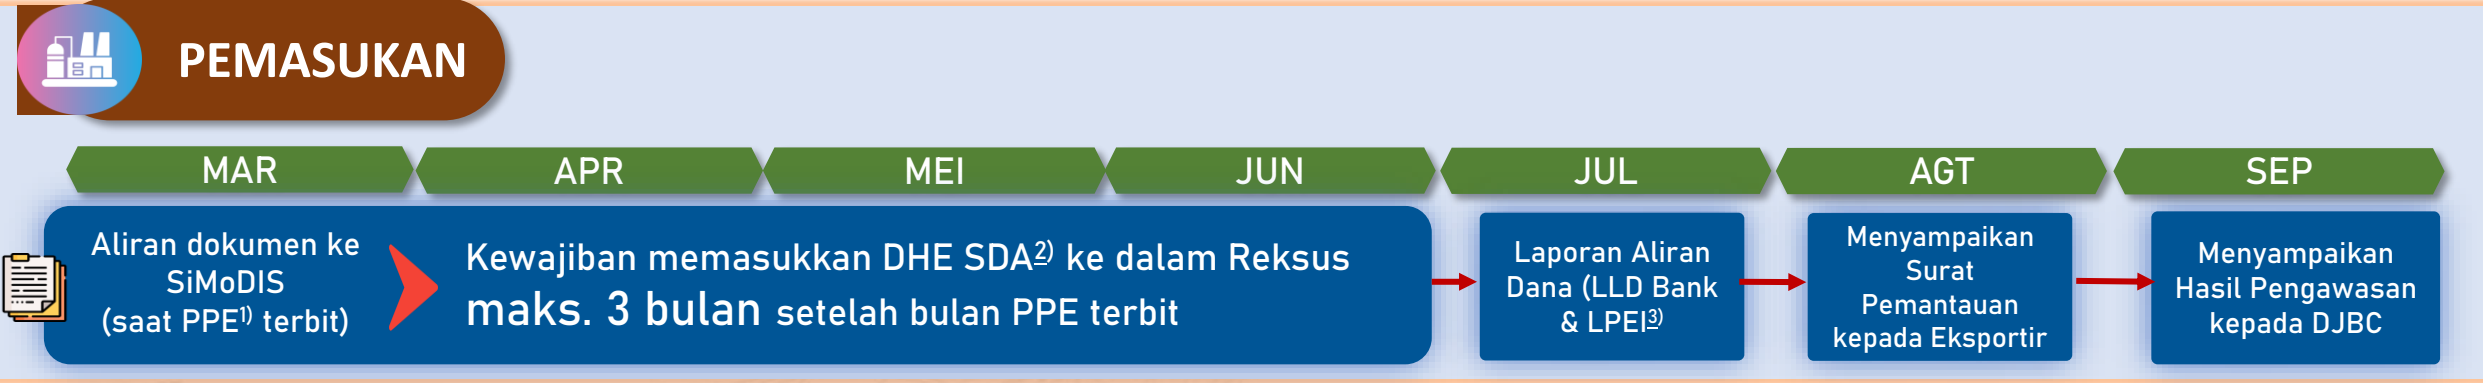 PEMASUKAN
MAR
APR
MEI
JUN
JUL
AGT
SEP
Aliran dokumen ke
SiMoDIS
(saat PPE1) terbit)
Kewajiban memasukkan DHE SDA2) ke dalam Reksus
maks. 3 bulan setelah bulan PPE terbit
Laporan Aliran
Dana (LLD Bank
& LPEI3)
Menyampaikan
Surat
Pemantauan
kepada Eksportir
Menyampaikan
Hasil Pengawasan
kepada DJBC